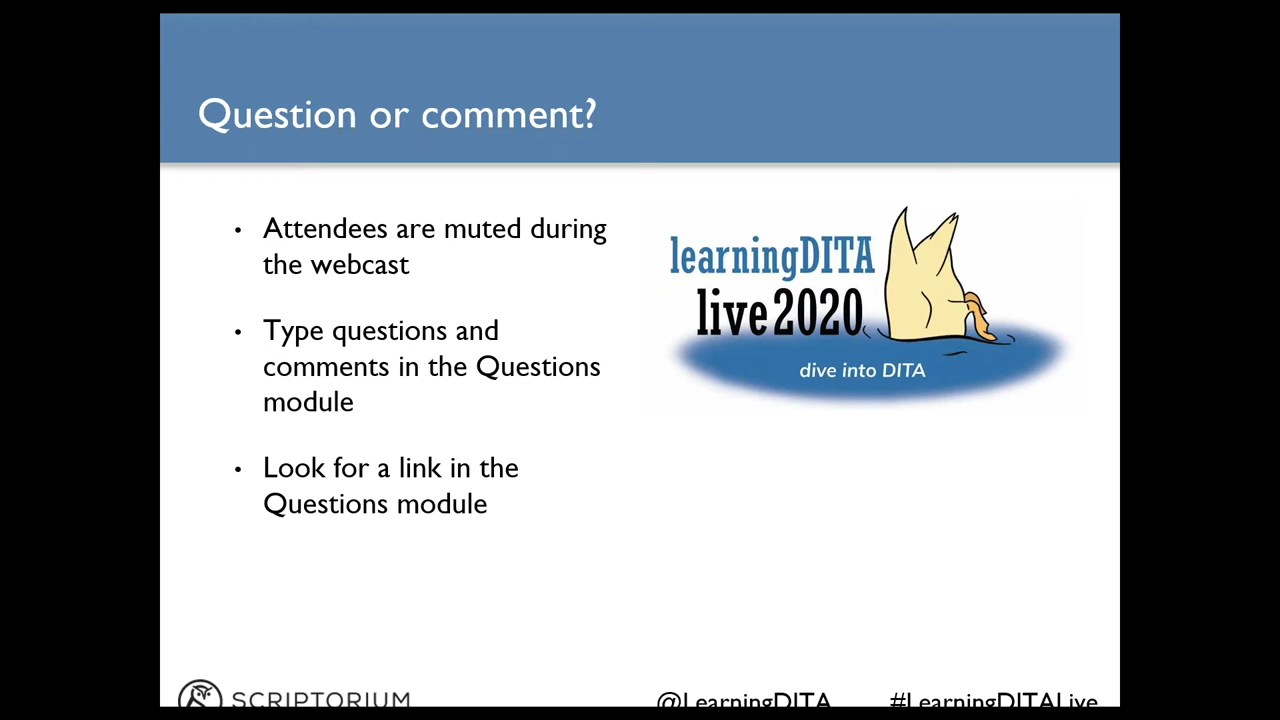 Question or comment?
• Attendees are muted during
the webcast
• Type questions and
comments in the Questions
module
• Look for a link in the
Questions module
learningDITA
live2020
dive into DITA
SCRIPTORIUM
@LearningDITA
#LearningDITALive